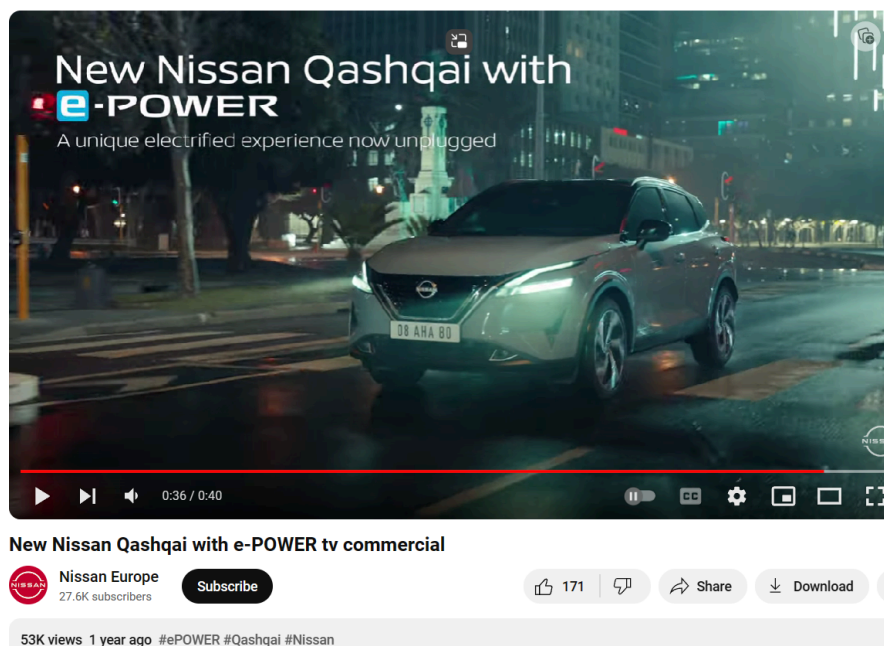 New Nissan Qashqai with
e-POWER
A unique electrified experience now unplugged
NISSAN
08 AHA 80
0:36 / 0:40
CC
New Nissan Qashqai with e-POWER tv commercial
NISSAN
Nissan Europe
27.6K subscribers
Subscribe
171
Share
Download
53K views 1 year ago #ePOWER #Qashqai #Nissan